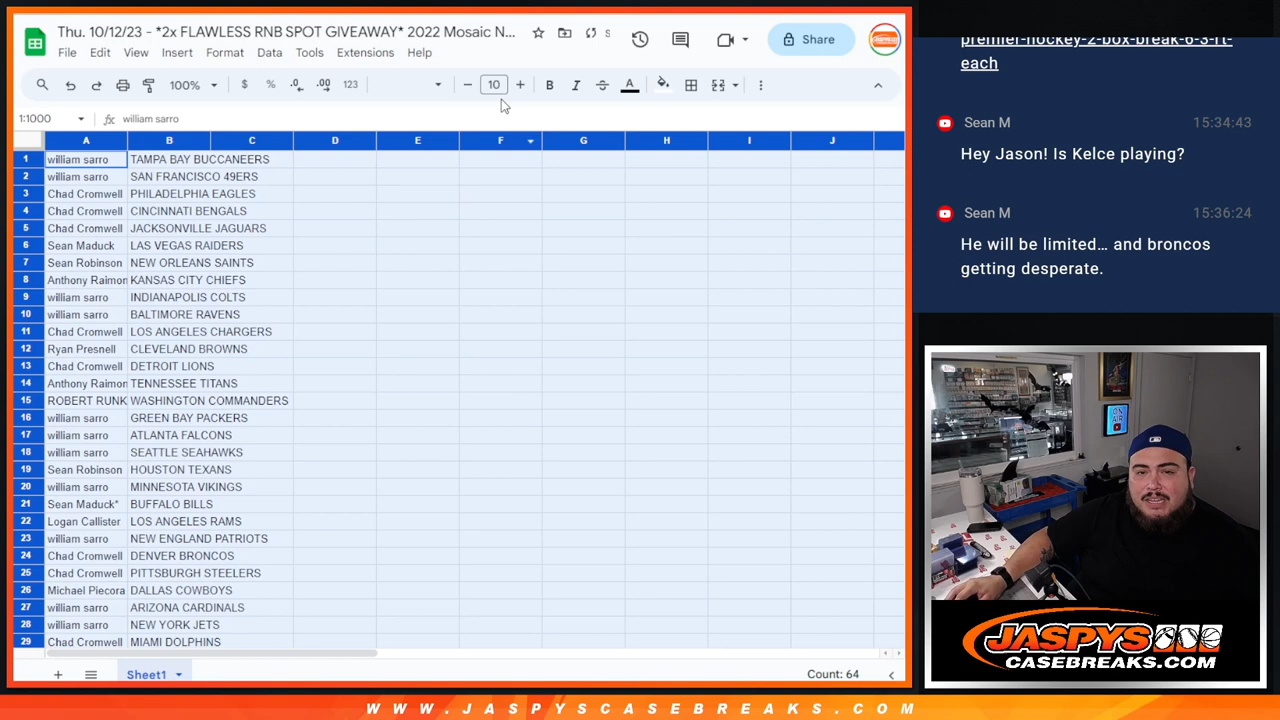 Thu. 10/12/23 - *2x FLAWLESS RNB SPOT GIVEAWAY* 2022 Mosaic N...
S...
Share
File Edit View Insert Format Data Tools Extensions Help
100% $ % .0 .00 123 − 10 + B I S A
1:1000 fx william sarro
A B C D E F G H I J
1 william sarro TAMPA BAY BUCCANEERS
2 william sarro SAN FRANCISCO 49ERS
3 Chad Cromwell PHILADELPHIA EAGLES
4 Chad Cromwell CINCINNATI BENGALS
5 Chad Cromwell JACKSONVILLE JAGUARS
6 Sean Maduck LAS VEGAS RAIDERS
7 Sean Robinson NEW ORLEANS SAINTS
8 Anthony Raimon KANSAS CITY CHIEFS
9 william sarro INDIANAPOLIS COLTS
10 william sarro BALTIMORE RAVENS
11 Chad Cromwell LOS ANGELES CHARGERS
12 Ryan Presnell CLEVELAND BROWNS
13 Chad Cromwell DETROIT LIONS
14 Anthony Raimon TENNESSEE TITANS
15 ROBERT RUNK WASHINGTON COMMANDERS
16 william sarro GREEN BAY PACKERS
17 william sarro ATLANTA FALCONS
18 william sarro SEATTLE SEAHAWKS
19 Sean Robinson HOUSTON TEXANS
20 william sarro MINNESOTA VIKINGS
21 Sean Maduck* BUFFALO BILLS
22 Logan Callister LOS ANGELES RAMS
23 william sarro NEW ENGLAND PATRIOTS
24 Chad Cromwell DENVER BRONCOS
25 Chad Cromwell PITTSBURGH STEELERS
26 Michael Piecora DALLAS COWBOYS
27 william sarro ARIZONA CARDINALS
28 william sarro NEW YORK JETS
29 Chad Cromwell MIAMI DOLPHINS
Sheet1
Count: 64
premier-hockey-2-box-break-6-3-ft-
each
Sean M 15:34:43
Hey Jason! Is Kelce playing?
Sean M 15:36:24
He will be limited... and broncos
getting desperate.
ON
AIR
JASPYS
CASEBREAKS.COM
WWW.JASPYSCASEBREAKS.COM